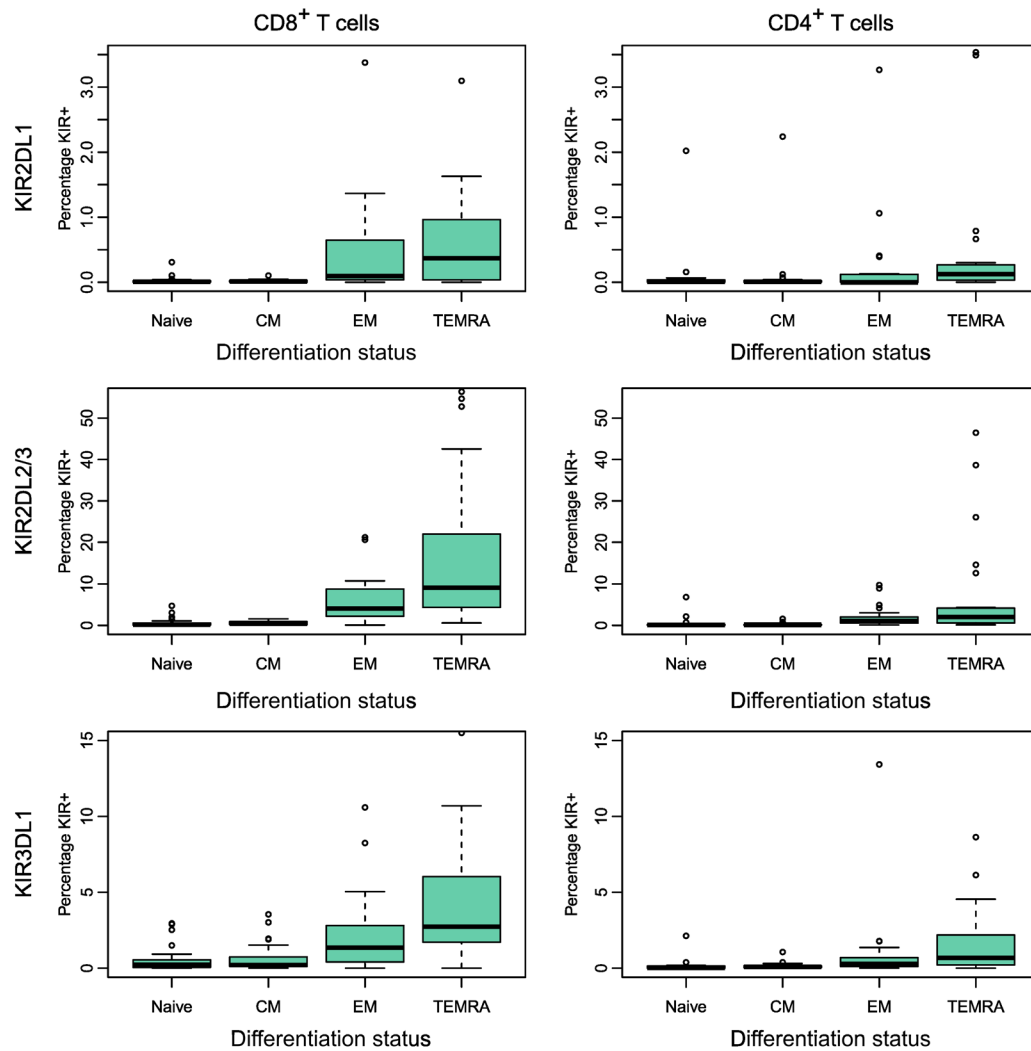 CD8+ T cells
CD4+ T cells
KIR2DL1
Percentage KIR+
3.0
2.0
1.0
0.0
Naive CM EM TEMRA
Differentiation status
Percentage KIR+
3.0
2.0
1.0
0.0
Naive CM EM TEMRA
Differentiation status
KIR2DL2/3
Percentage KIR+
50
40
30
20
10
0
Naive CM EM TEMRA
Differentiation status
Percentage KIR+
50
40
30
20
10
0
Naive CM EM TEMRA
Differentiation status
KIR3DL1
Percentage KIR+
15
10
5
0
Naive CM EM TEMRA
Differentiation status
Percentage KIR+
15
10
5
0
Naive CM EM TEMRA
Differentiation status